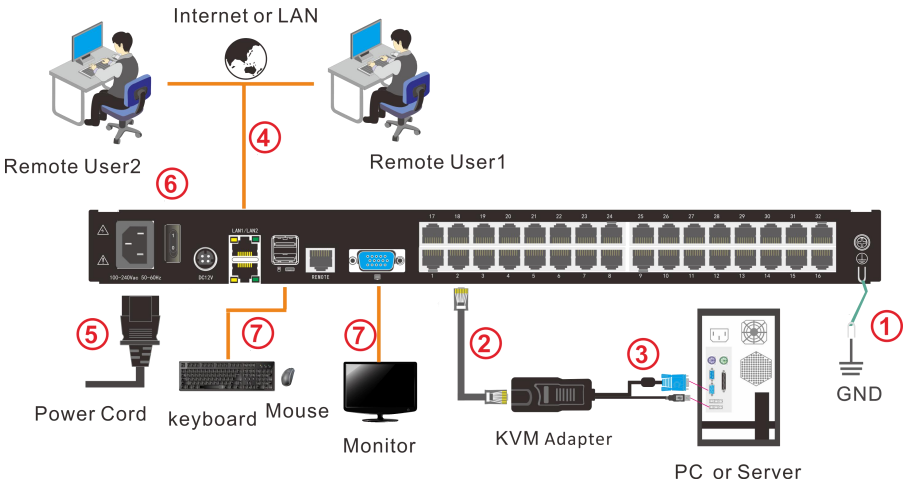 Internet or LAN
Remote User2
Remote User1
4
6
LAN1/LAN2
17 18 19 20 21 22 23 24 25 26 27 28 29 30 31 32
100-240Vac 50-60Hz
DC12V
REMOTE
1 2 3 4 5 6 7 8 9 10 11 12 13 14 15 16
5
7
7
2
3
1
Power Cord
keyboard
Mouse
Monitor
KVM Adapter
GND
PC or Server